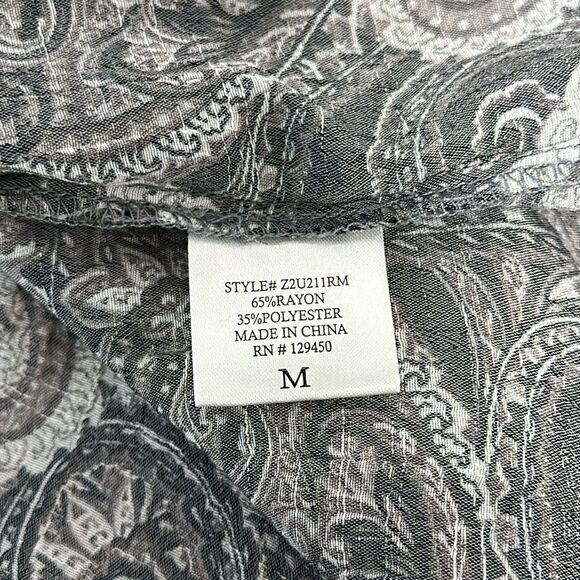 STYLE# Z2U211RM
65%RAYON
35%POLYESTER
MADE IN CHINA
RN # 129450
M